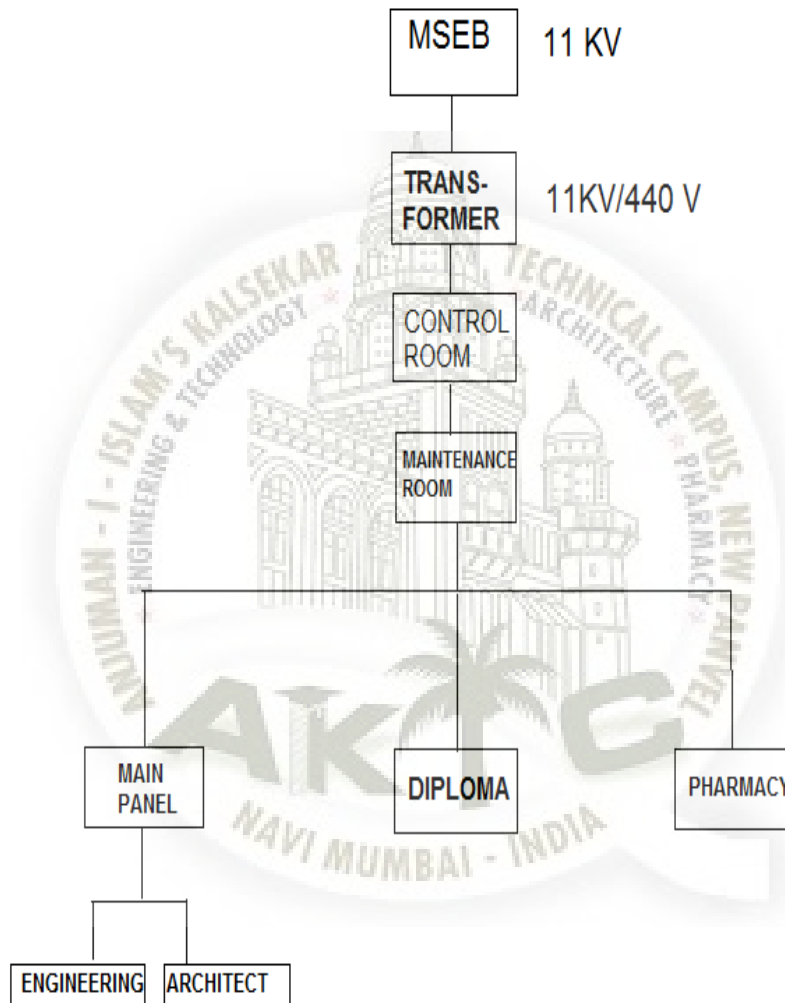 MSEB
11 KV
TRANS-
FORMER
11KV/440 V
CONTROL
ROOM
MAINTENANCE
ROOM
MAIN
PANEL
DIPLOMA
PHARMACY
ENGINEERING
ARCHITECT
ANJUMAN - I - ISLAM'S KALSEKAR TECHNICAL CAMPUS, NEW PANVEL
ENGINEERING & TECHNOLOGY * ARCHITECTURE * PHARMACY *
AKTC
NAVI MUMBAI - INDIA